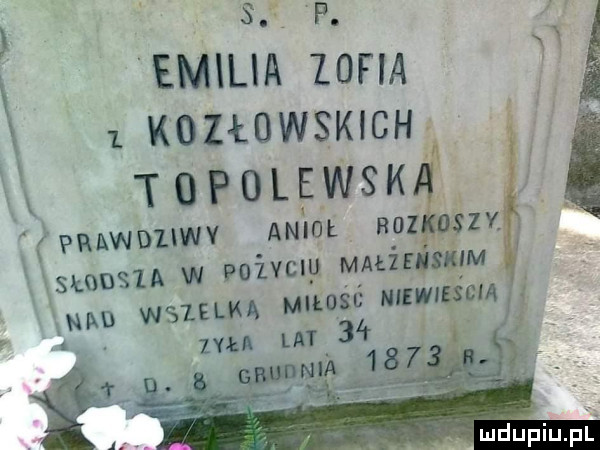 S. P.
EMILIA ZOFIA
z KOZŁOWSKICH
TOPOLEWSKA
PRAWDZIWY ANIOŁ ROZKOSZY.
SŁODSZA W POŻYCIU MAŁŻEŃSKIM
NAD WSZELKĄ MIŁOŚĆ NIEWIEŚCIĄ
ŻYŁA LAT 34
+ D. 8 GRUDNIA 1873 R.
mdupiu.pl